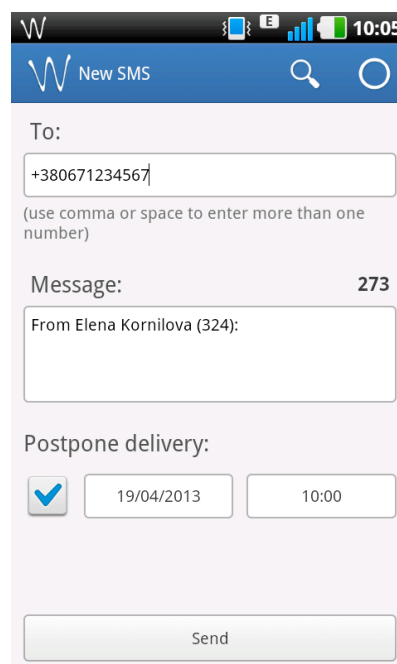 E 10:05
W New SMS
To:
+380671234567
(use comma or space to enter more than one
number)
Message: 273
From Elena Kornilova (324):
Postpone delivery:
19/04/2013 10:00
Send